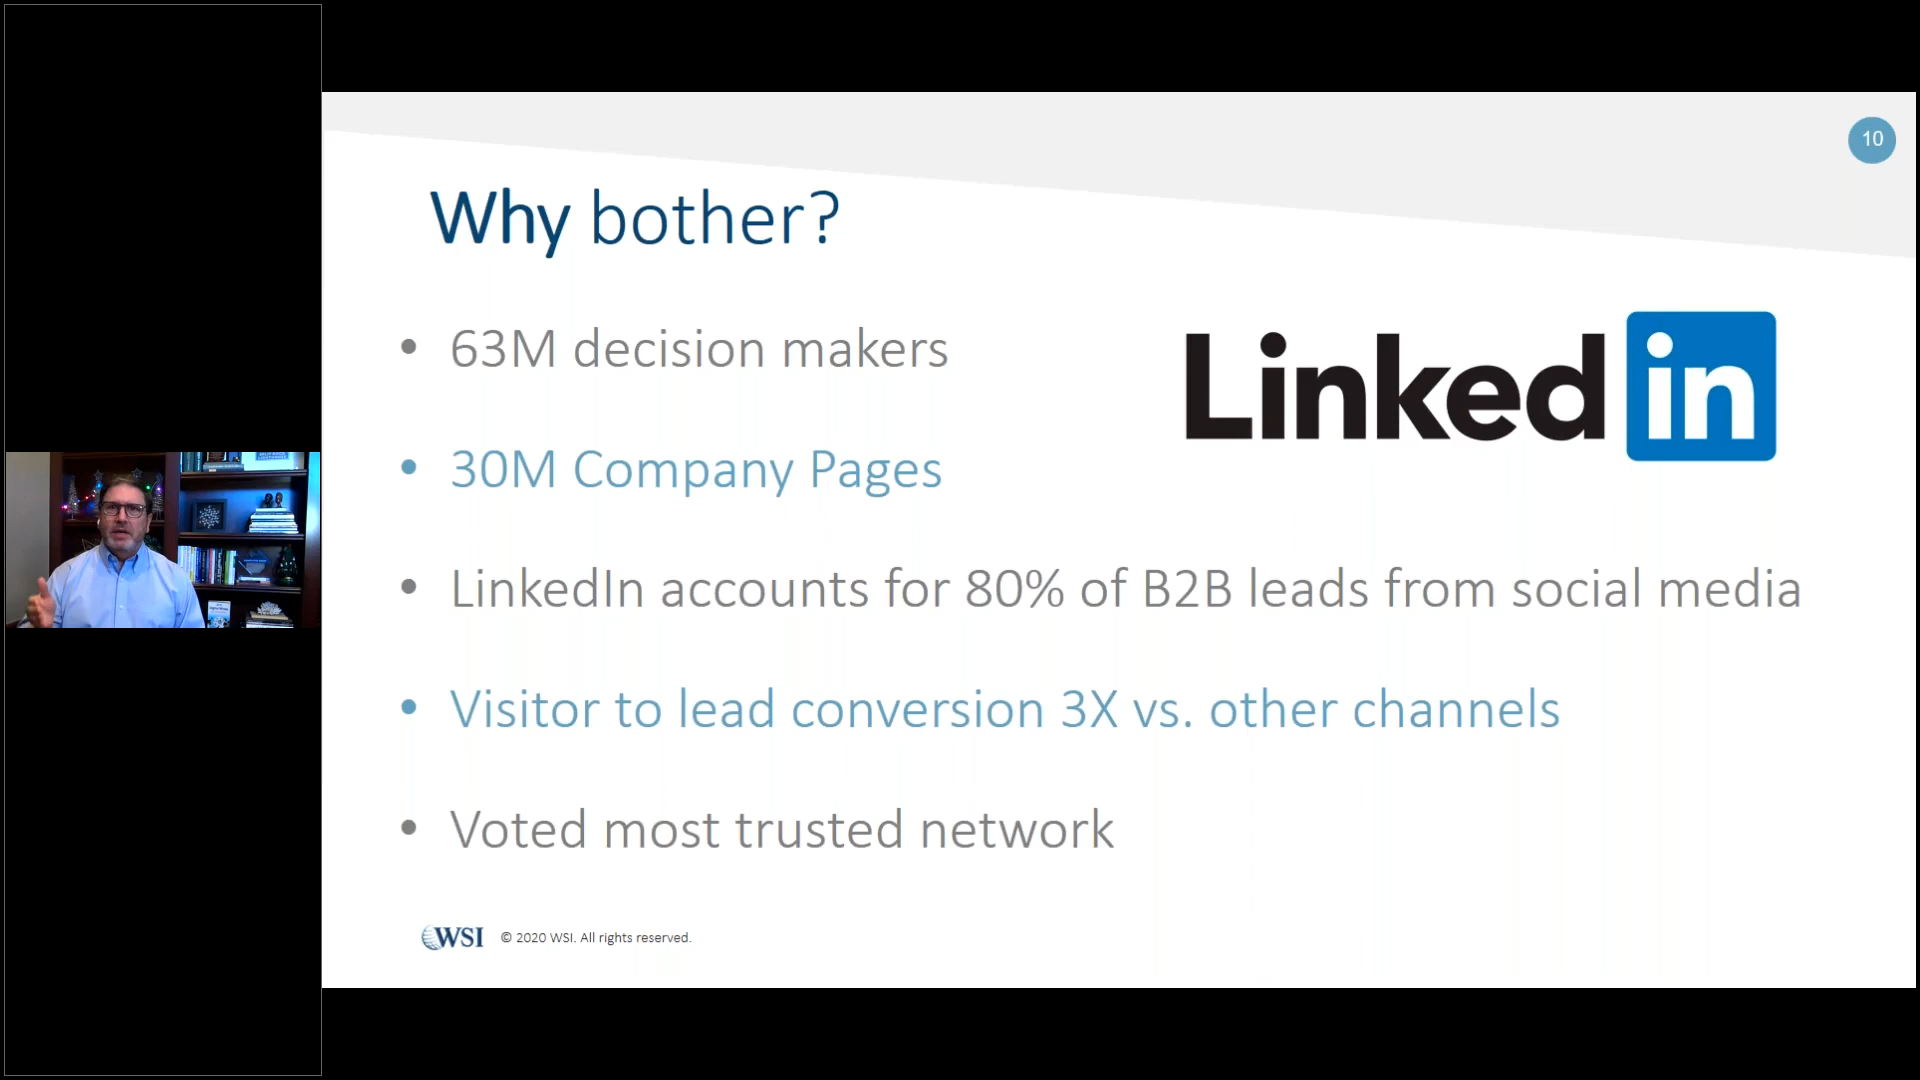 10
Why bother?
• 63M decision makers
Linked in
• 30M Company Pages
• LinkedIn accounts for 80% of B2B leads from social media
• Visitor to lead conversion 3X vs. other channels
• Voted most trusted network
WSI © 2020 WSI. All rights reserved.